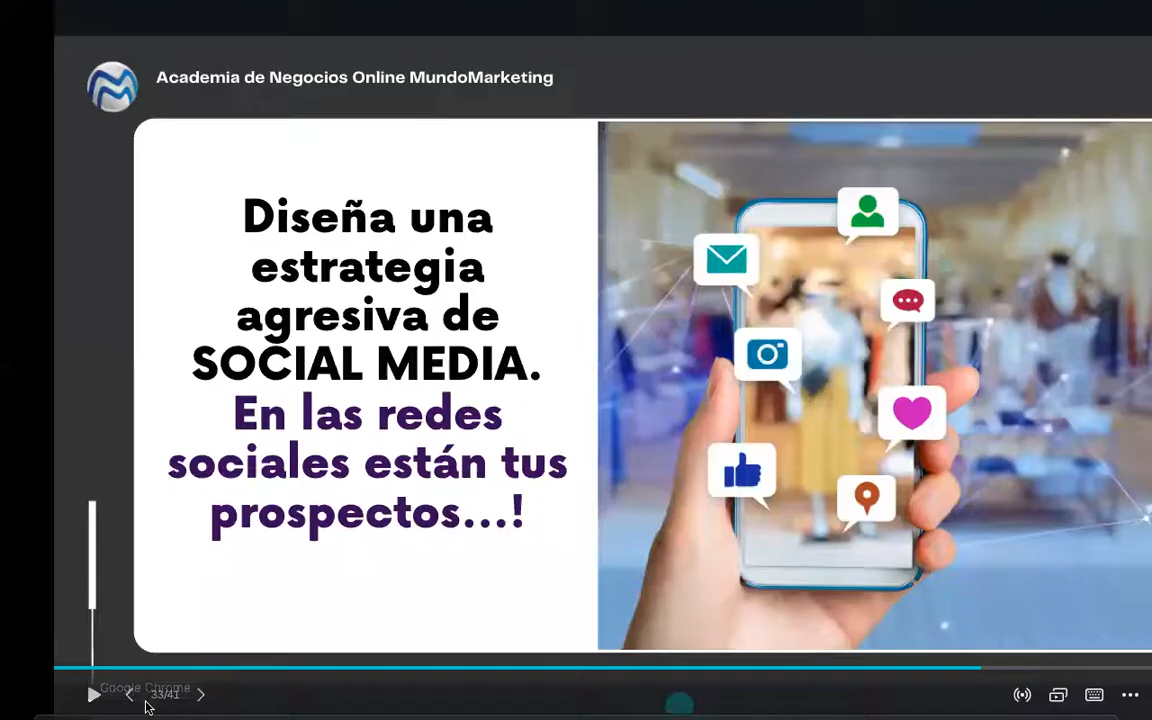 Academia de Negocios Online MundoMarketing
Diseña una
estrategia
agresiva de
SOCIAL MEDIA.
En las redes
sociales están tus
prospectos...!
Google Chrome
33/41